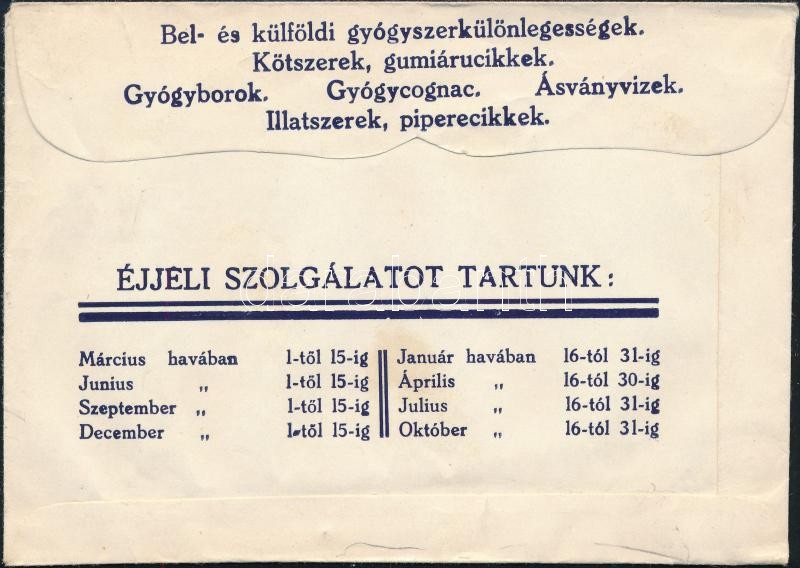 Bel- és külföldi gyógyszerkülönlegességek.
Kötszerek, gumiárucikkek.
Gyógyborok. Gyógycognac. Ásványvizek.
Illatszerek, piperecikkek.
ÉJJELI SZOLGÁLATOT TARTUNK:
Március havában 1-től 15-ig
Junius „ 1-től 15-ig
Szeptember „ 1-től 15-ig
December „ 1-től 15-ig
Január havában 16-tól 31-ig
Április „ 16-tól 30-ig
Julius „ 16-tól 31-ig
Október „ 16-tól 31-ig